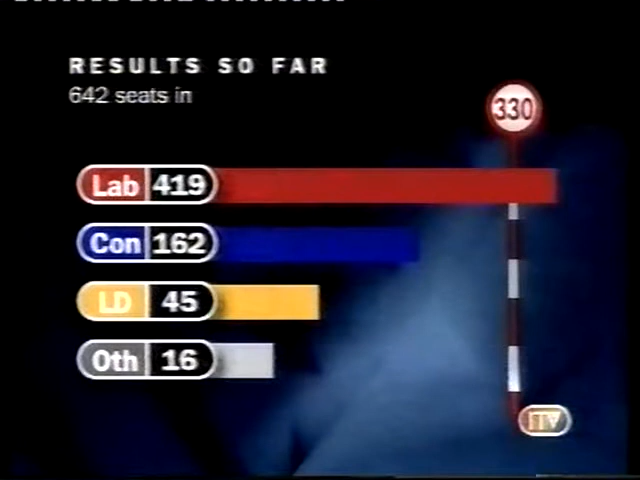 RESULTS SO FAR
642 seats in
330
Lab 419
Con 162
LD 45
Oth 16
ITV